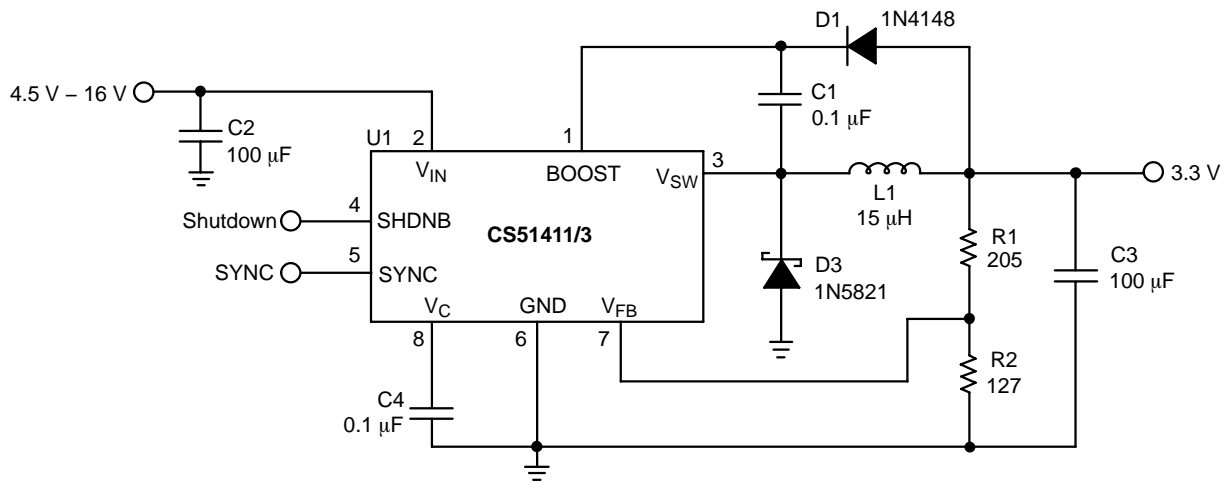 D1
1N4148
4.5 V – 16 V
C2
100 μF
U1
2
1
C1
0.1 μF
V_IN
BOOST
V_SW
3
3.3 V
L1
15 μH
Shutdown
4
SHDNB
CS51411/3
SYNC
5
SYNC
D3
1N5821
R1
205
C3
100 μF
V_C
GND
V_FB
8
6
7
R2
127
C4
0.1 μF